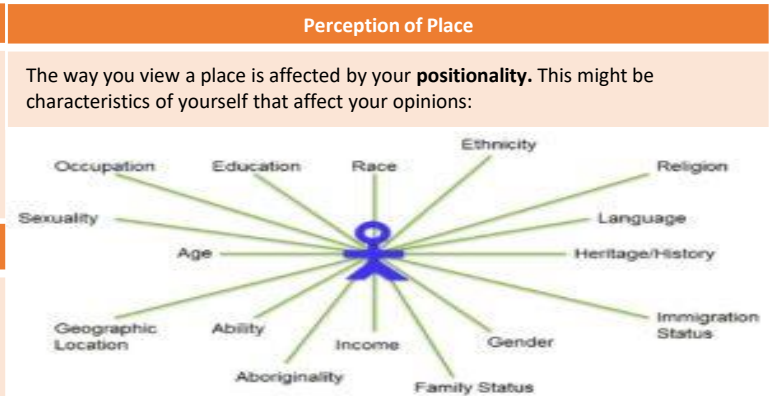 Perception of Place
The way you view a place is affected by your positionality. This might be
characteristics of yourself that affect your opinions:
Ethnicity
Occupation
Education
Race
Religion
Sexuality
Language
Age
Heritage/History
Geographic
Location
Ability
Income
Gender
Immigration
Status
Aboriginality
Family Status